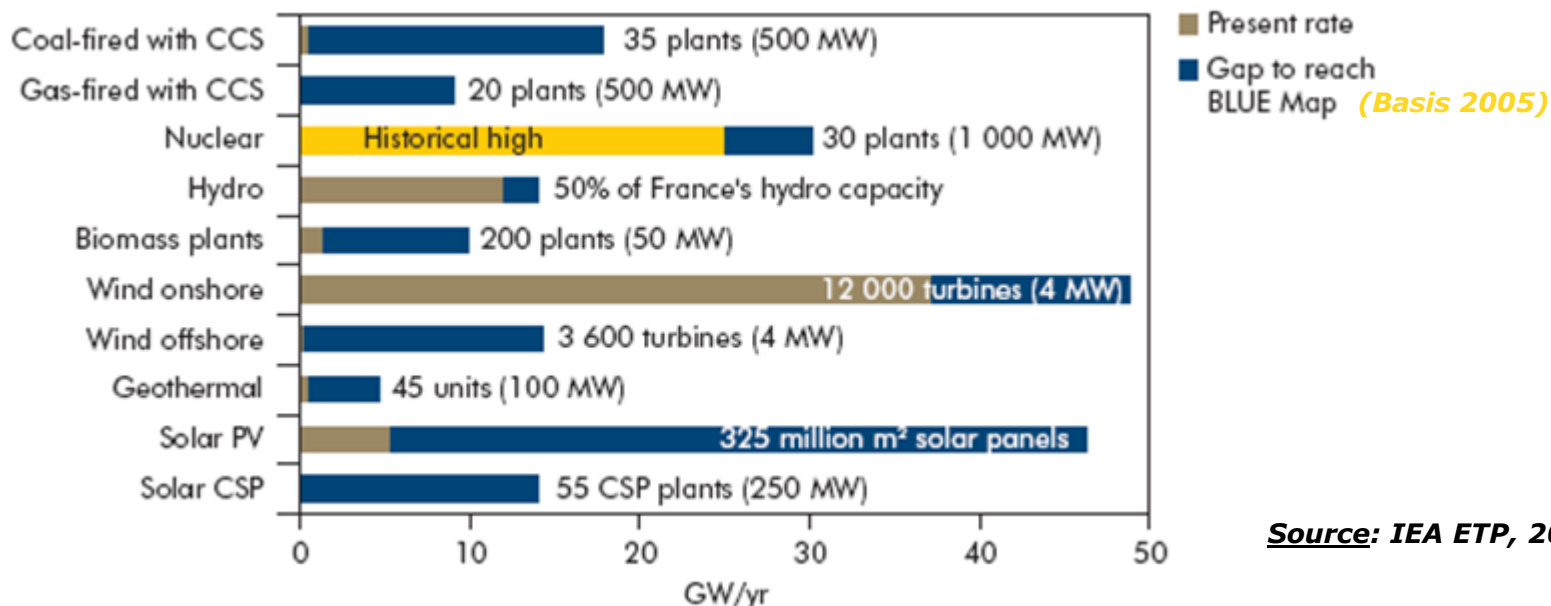 Coal-fired with CCS 35 plants (500 MW)
Gas-fired with CCS 20 plants (500 MW)
Nuclear Historical high 30 plants (1 000 MW)
Hydro 50% of France's hydro capacity
Biomass plants 200 plants (50 MW)
Wind onshore 12 000 turbines (4 MW)
Wind offshore 3 600 turbines (4 MW)
Geothermal 45 units (100 MW)
Solar PV 325 million m² solar panels
Solar CSP 55 CSP plants (250 MW)
0 10 20 30 40 50
GW/yr
Present rate
Gap to reach
BLUE Map (Basis 2005)
Source: IEA ETP,